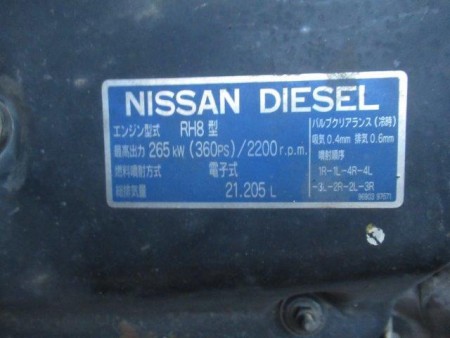 NISSAN DIESEL
エンジン型式 RH8 型
最高出力 265 kW (360PS)/2200 r.p.m.
燃料噴射方式 電子式
総排気量 21.205 L
バルブクリアランス(冷時)
吸気 0.4mm 排気 0.6mm
噴射順序
1R-1L-4R-4L
-3L-2R-2L-3R